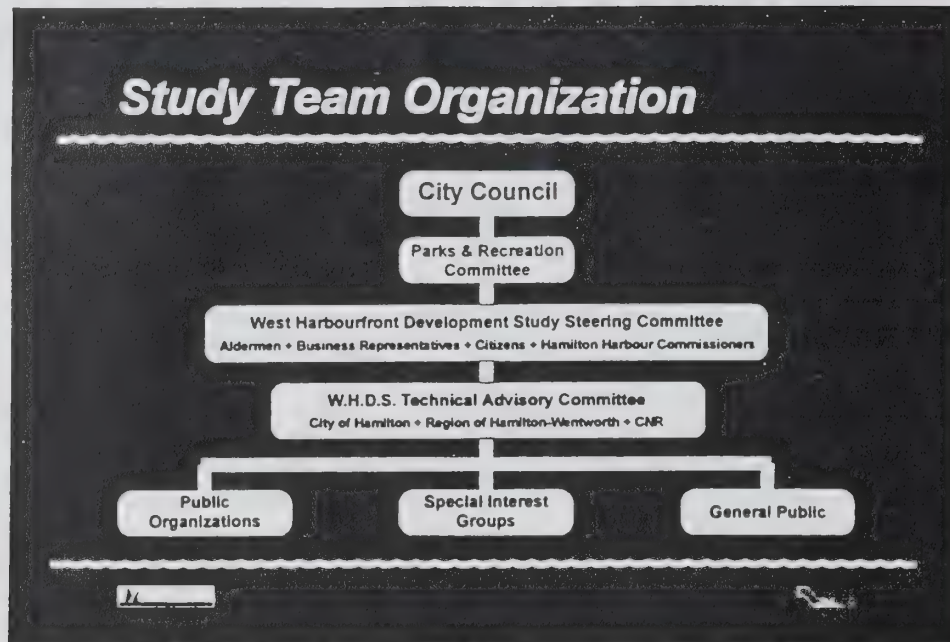 Study Team Organization
City Council
Parks & Recreation
Committee
West Harbourfront Development Study Steering Committee
Aldermen + Business Representatives + Citizens + Hamilton Harbour Commissioners
W.H.D.S. Technical Advisory Committee
City of Hamilton + Region of Hamilton-Wentworth + CNR
Public
Organizations
Special Interest
Groups
General Public